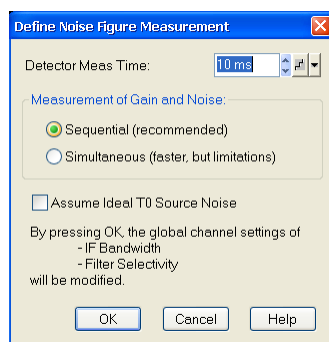 Define Noise Figure Measurement
Detector Meas Time:
10 ms
Measurement of Gain and Noise:
Sequential (recommended)
Simultaneous (faster, but limitations)
Assume Ideal T0 Source Noise
By pressing OK, the global channel settings of
- IF Bandwidth
- Filter Selectivity
will be modified.
OK
Cancel
Help